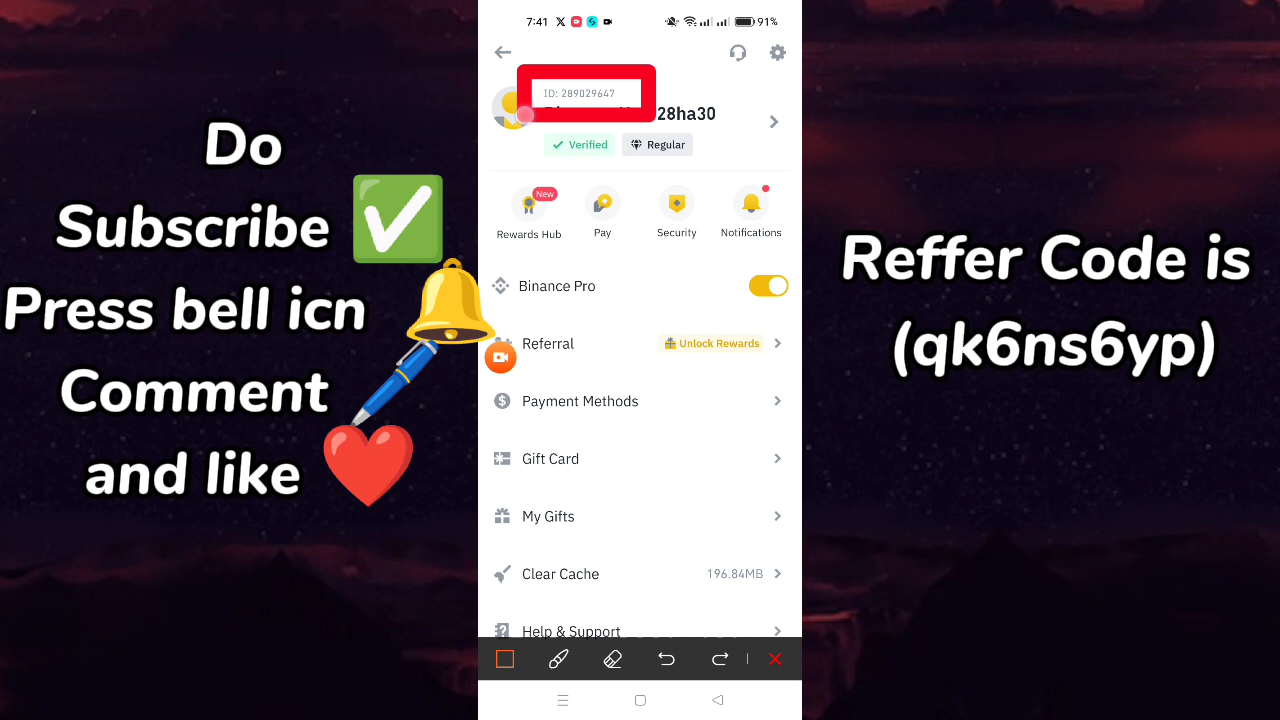 Do
Subscribe
Press bell icn
Comment
and like
7:41
91%
ID: 289029647
28ha30
Verified
Regular
New
Rewards Hub
Pay
Security
Notifications
Binance Pro
Referral
Unlock Rewards
Payment Methods
Gift Card
My Gifts
Clear Cache
196.84MB
Help & Support
Reffer Code is
(qk6ns6yp)